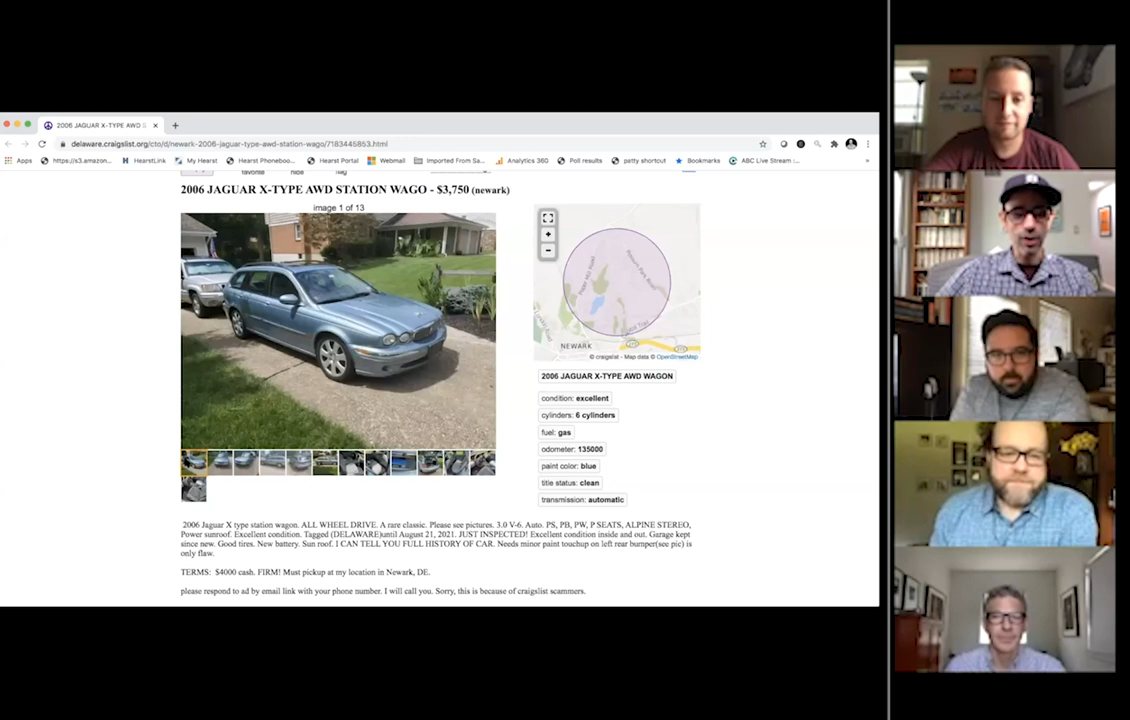 2006 JAGUAR X-TYPE AWD S
delaware.craigslist.org/cto/d/newark-2006-jaguar-type-awd-station-wago/7183445853.html
Apps https://s3.amazon... HearstLink My Hearst Hearst Phoneboo... Hearst Portal Webmail Imported From Sa... Analytics 360 Poll results patty shortcut Bookmarks ABC Live Stream :...
favorite hide flag
2006 JAGUAR X-TYPE AWD STATION WAGO - $3,750 (newark)
image 1 of 13
NEWARK
© craigslist - Map data © OpenStreetMap
2006 JAGUAR X-TYPE AWD WAGON
condition: excellent
cylinders: 6 cylinders
fuel: gas
odometer: 135000
paint color: blue
title status: clean
transmission: automatic
2006 Jaguar X type station wagon. ALL WHEEL DRIVE. A rare classic. Please see pictures. 3.0 V-6. Auto. PS, PB, PW, P SEATS, ALPINE STEREO,
Power sunroof. Excellent condition. Tagged (DELAWARE)until August 21, 2021. JUST INSPECTED! Excellent condition inside and out. Garage kept
since new. Good tires. New battery. Sun roof. I CAN TELL YOU FULL HISTORY OF CAR. Needs minor paint touchup on left rear bumper(see pic) is
only flaw.
TERMS: $4000 cash. FIRM! Must pickup at my location in Newark, DE.
please respond to ad by email link with your phone number. I will call you. Sorry, this is because of craigslist scammers.